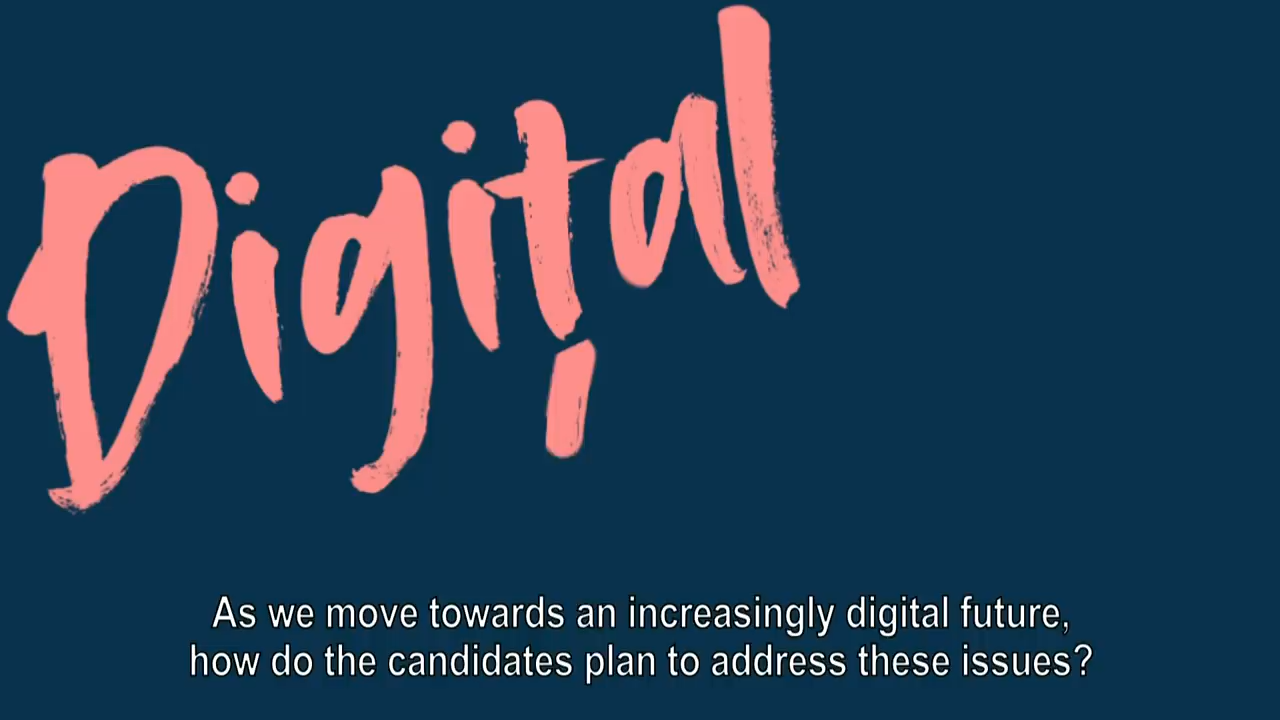 Digital
As we move towards an increasingly digital future,
how do the candidates plan to address these issues?